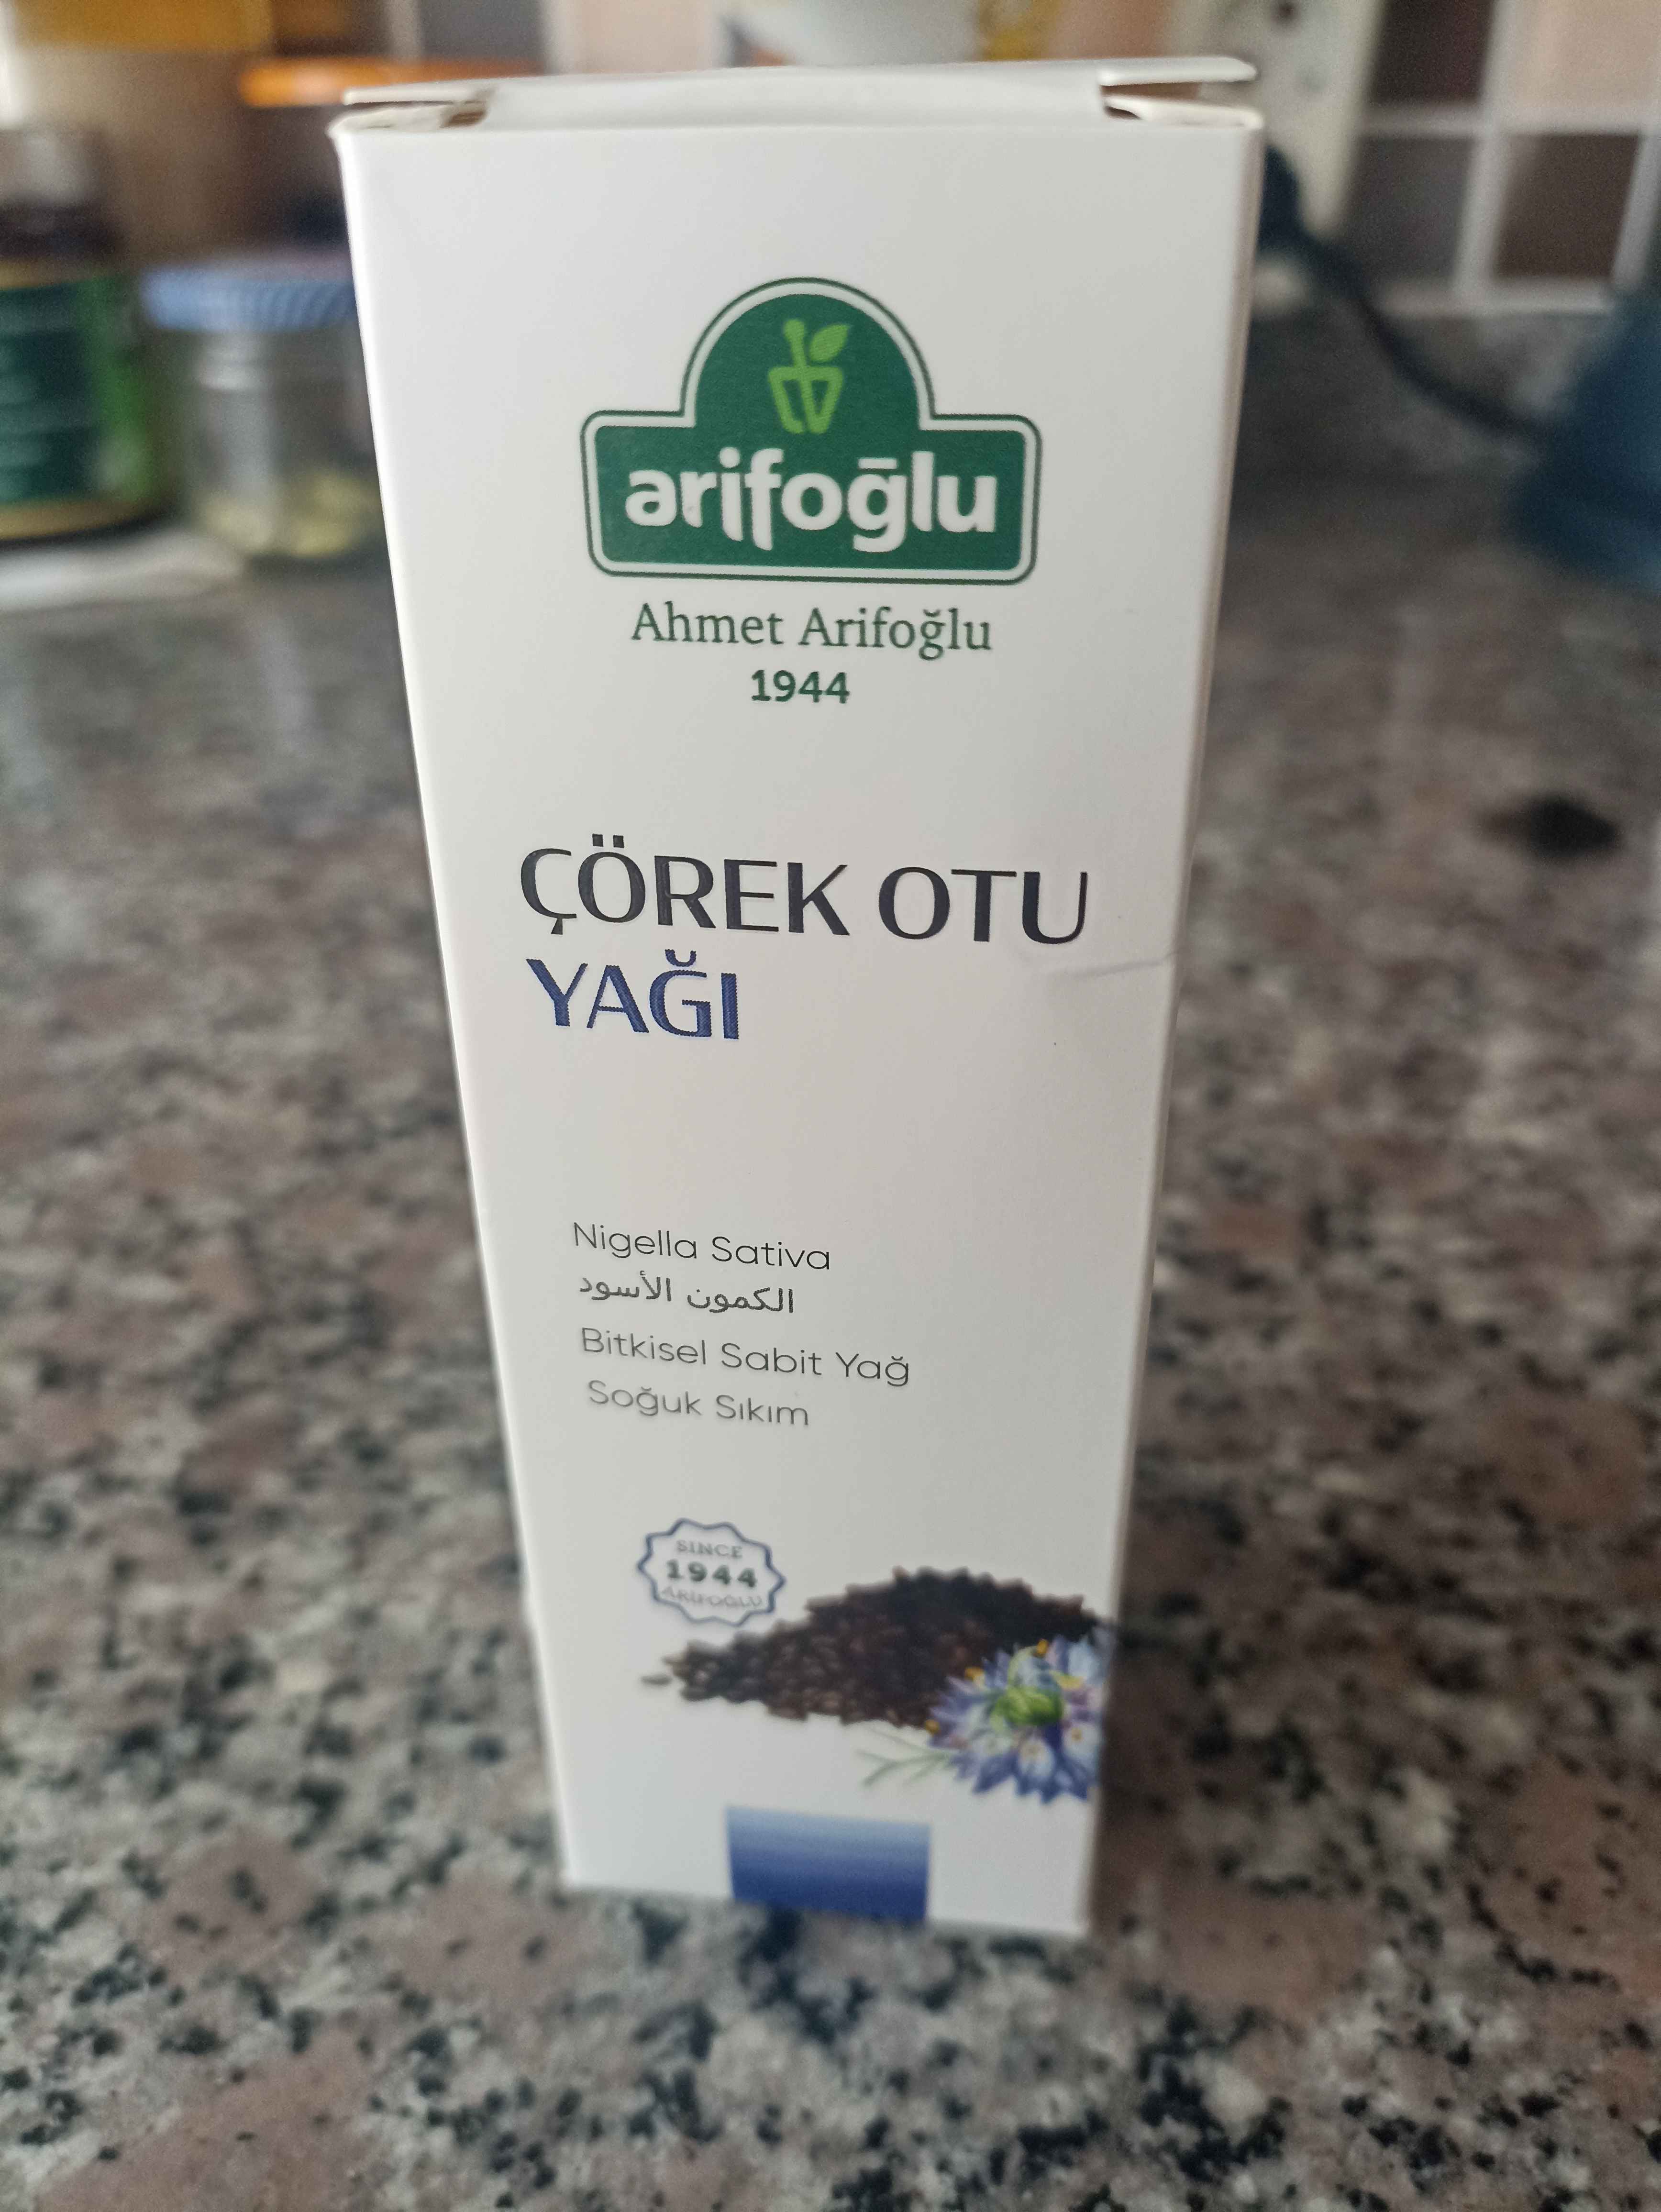 arifoğlu
Ahmet Arifoğlu
1944
ÇÖREK OTU
YAĞI
Nigella Sativa
الكمون الأسود
Bitkisel Sabit Yağ
Soğuk Sıkım
SINCE
1944
ARİFOĞLU